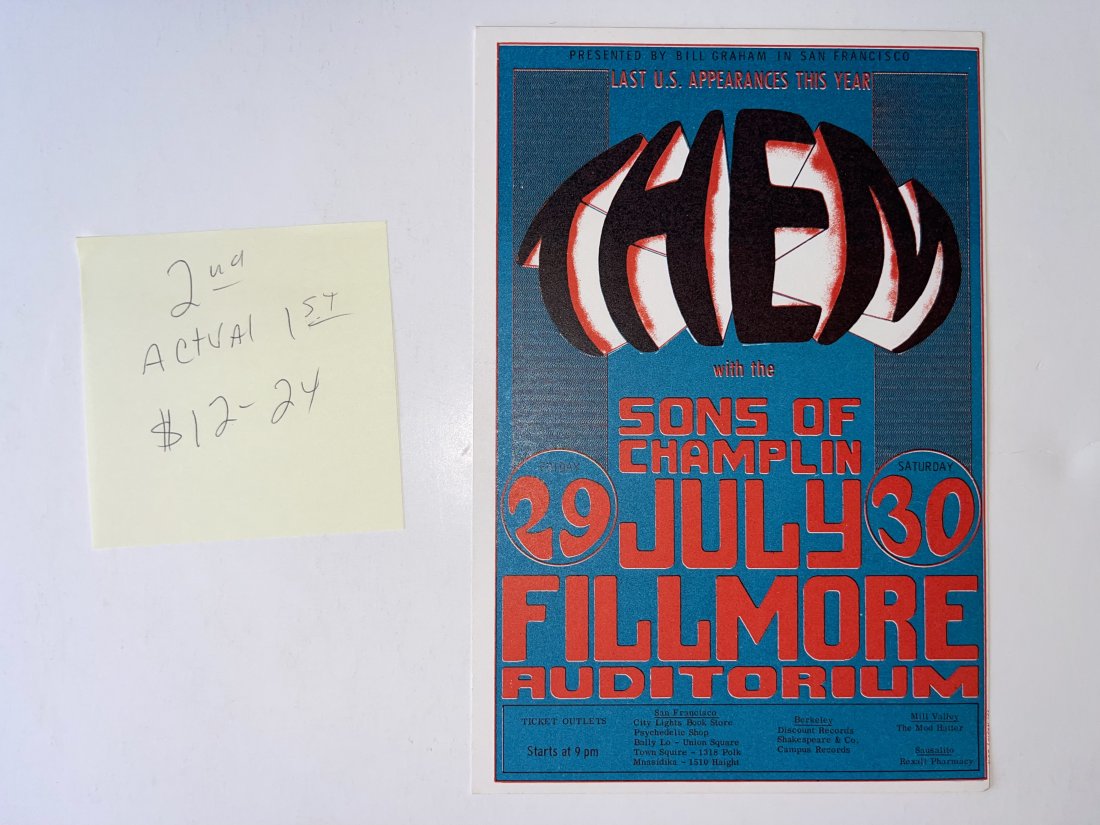 2nd
ACTUAL 1st
$12-24
PRESENTED BY BILL GRAHAM IN SAN FRANCISCO
LAST U.S. APPEARANCES THIS YEAR
THEM
with the
SONS OF
CHAMPLIN
FRIDAY
29
JULY
SATURDAY
30
FILLMORE
AUDITORIUM
TICKET OUTLETS
Starts at 9 pm
San Francisco
City Lights Book Store
Psychedelic Shop
Bally Lo - Union Square
Town Squire - 1318 Polk
Mnasidika - 1510 Haight
Berkeley
Discount Records
Shakespeare & Co.
Campus Records
Mill Valley
The Mod Hatter
Sausalito
Rexall Pharmacy